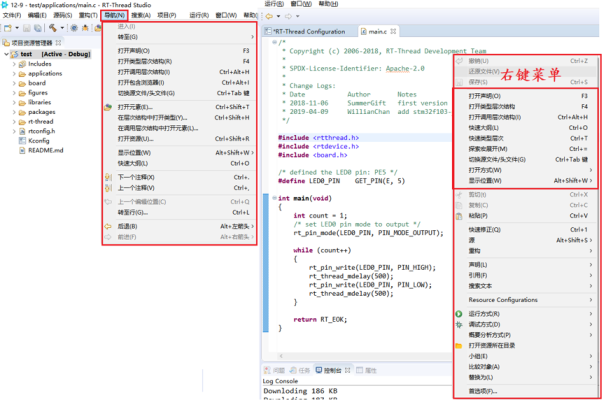 12-9 - test/applications/main.c - RT-Thread Studio
文件(F) 编辑(E) 源码(S) 重构(T) 导航(N) 搜索(A) 项目(P) 运行(R) 窗口(W)
项目资源管理器
test [Active - Debug]
Includes
applications
board
figures
libraries
packages
rt-thread
rtconfig.h
Kconfig
README.md
进入(I)
转至(G)
打开声明(O) F3
打开类型层次结构(R) F4
打开调用层次结构(I) Ctrl+Alt+H
打开包含浏览器(I) Ctrl+Alt+I
切换源文件/头文件(G) Ctrl+Tab 键
打开元素(E)... Ctrl+Shift+T
在层次结构中打开类型(Y)... Ctrl+Shift+H
在调用层次结构中打开元素(L)...
打开资源(U)... Ctrl+Shift+R
显示位置(W) Alt+Shift+W
快速大纲(L) Ctrl+O
下一个注释(X) Ctrl+.
上一个注释(V) Ctrl+,
上一个编辑位置(C) Ctrl+Q
转至行(G)... Ctrl+L
后退(B) Alt+左箭头
前进(F) Alt+右箭头
运行(R) 窗口(W) 帮助(H)
*RT-Thread Configuration main.c
/*
* Copyright (c) 2006-2018, RT-Thread Development Team
*
* SPDX-License-Identifier: Apache-2.0
*
* Change Logs:
* Date Author Notes
* 2018-11-06 SummerGift first version
* 2019-04-09 WillianChan add stm32f103-
*/
#include <rtthread.h>
#include <rtdevice.h>
#include <board.h>
/* defined the LED0 pin: PE5 */
#define LED0_PIN GET_PIN(E, 5)
int main(void)
{
int count = 1;
/* set LED0 pin mode to output */
rt_pin_mode(LED0_PIN, PIN_MODE_OUTPUT);
while (count++)
{
rt_pin_write(LED0_PIN, PIN_HIGH);
rt_thread_mdelay(500);
rt_pin_write(LED0_PIN, PIN_LOW);
rt_thread_mdelay(500);
}
return RT_EOK;
}
问题 任务 控制台 属性
Log Console
Downloading 186 KB
Downloading 187 KB
撤销(U) Ctrl+Z
还原文件(V)
保存(S) Ctrl+S
右键菜单
打开声明(O) F3
打开类型层次结构 F4
打开调用层次结构(I) Ctrl+Alt+H
快速大纲(L) Ctrl+O
快速类型层次 Ctrl+T
探索宏展开(M) Ctrl+=
切换源文件/头文件(G) Ctrl+Tab 键
打开方式(W)
显示位置(W) Alt+Shift+W
剪切(T) Ctrl+X
复制(C) Ctrl+C
粘贴(P) Ctrl+V
快速修正(Q) Ctrl+1
源 Alt+Shift+S
重构
声明(L)
引用(F)
搜索文本
Resource Configurations
运行方式(R)
调试方式(D)
概要分析方式(P)
打开资源所在目录
小组(E)
比较对象(A)
替换为(L)
首选项(F)...